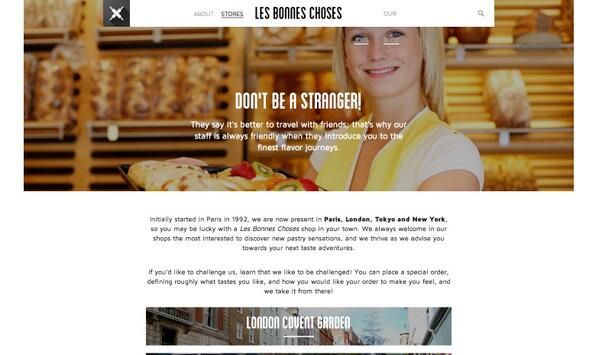 ABOUT STORES LES BONNES CHOSES OUR
DON'T BE A STRANGER!
They say it's better to travel with friends; that's why our
staff is always friendly when they introduce you to the
finest flavor journeys.
Initially started in Paris in 1992, we are now present in Paris, London, Tokyo and New York,
so you may be lucky with a Les Bonnes Choses shop in your town. We always welcome in our
shops the most interested to discover new pastry sensations, and we thrive as we advise you
towards your next taste adventures.
If you'd like to challenge us, learn that we like to be challenged! You can place a special order,
defining roughly what tastes you like, and how you would like your order to make you feel, and
we take it from there!
LONDON COVENT GARDEN